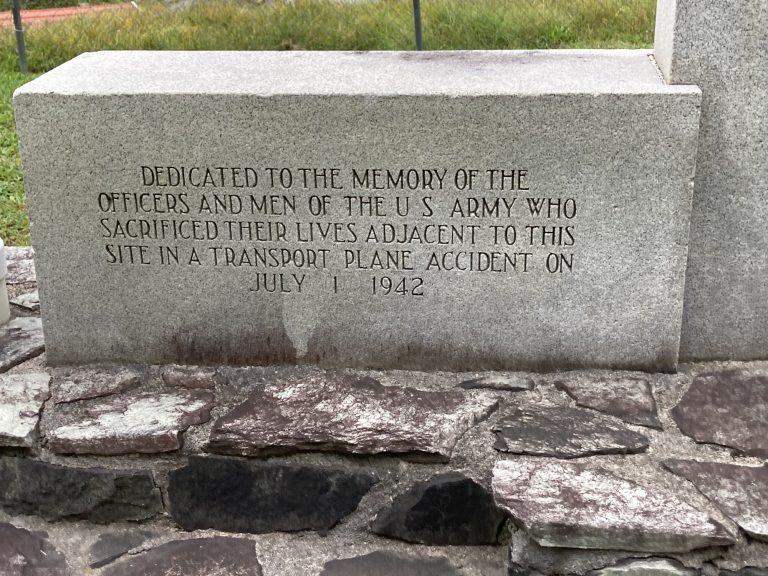 DEDICATED TO THE MEMORY OF THE
OFFICERS AND MEN OF THE U S ARMY WHO
SACRIFICED THEIR LIVES ADJACENT TO THIS
SITE IN A TRANSPORT PLANE ACCIDENT ON
JULY 1 1942